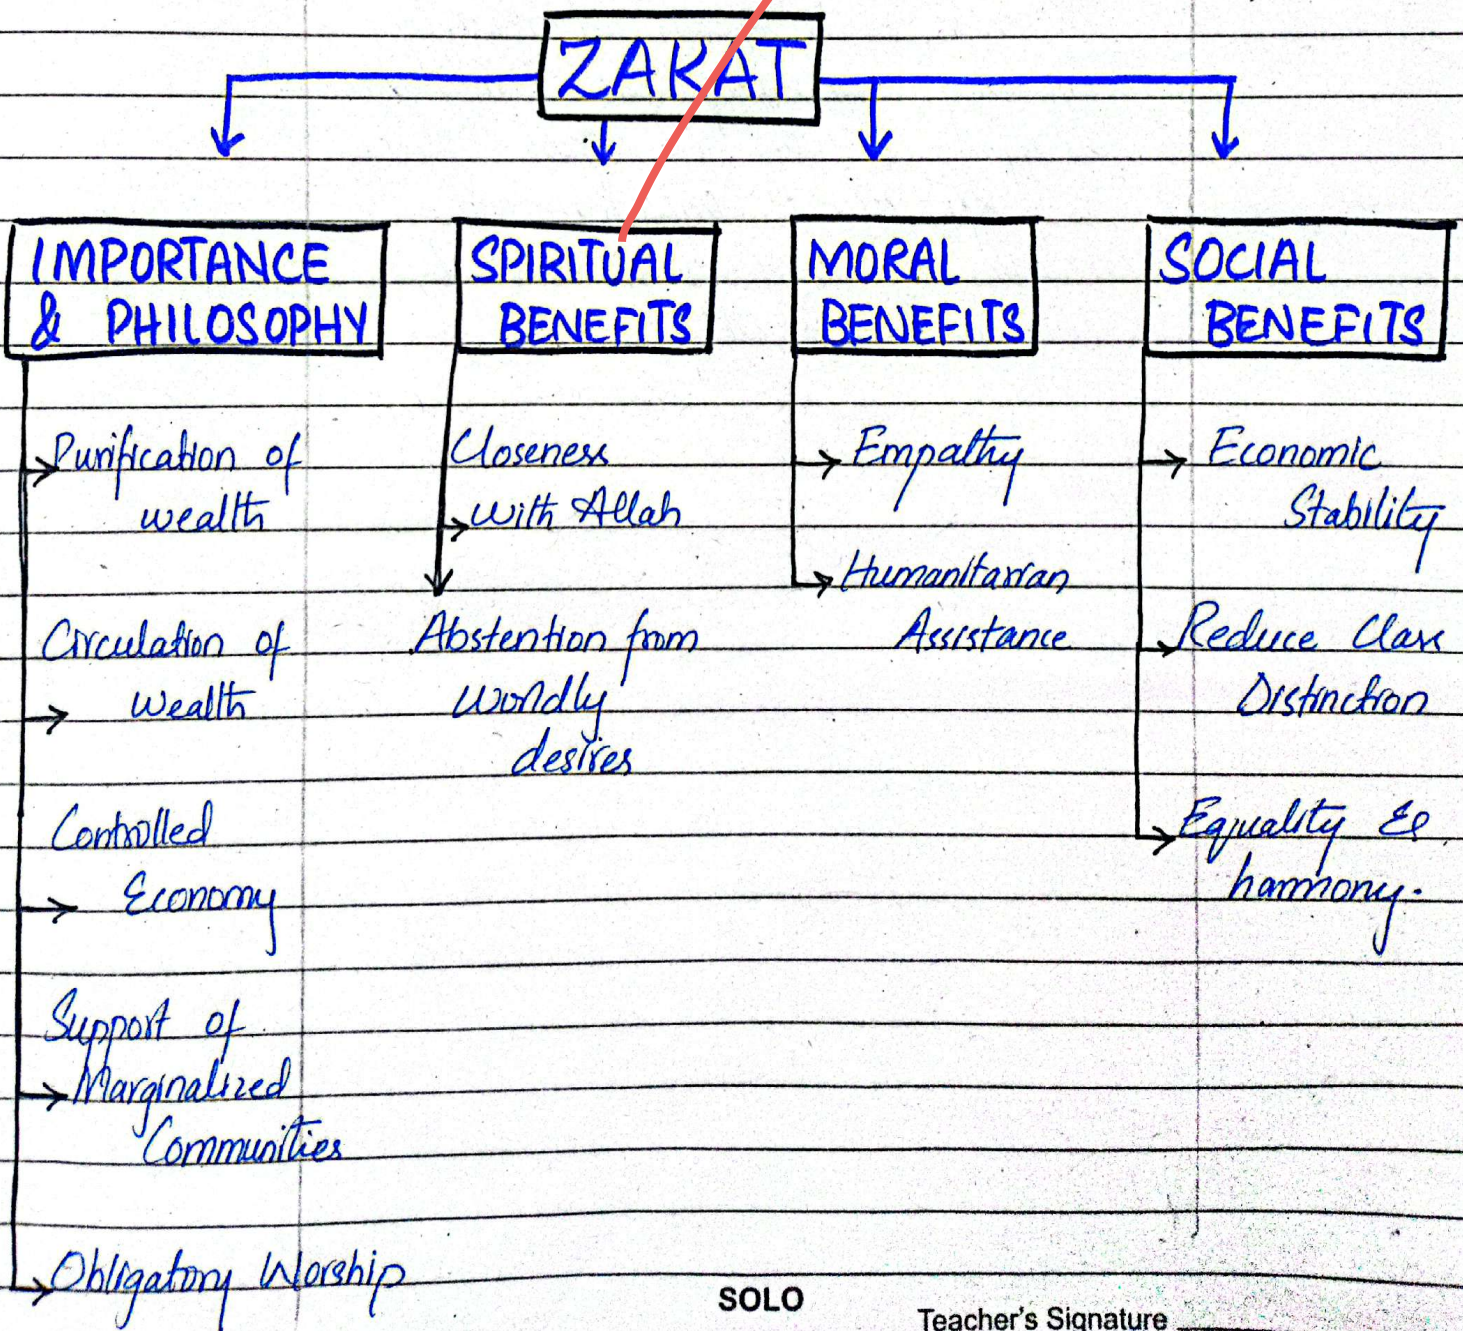 ZAKAT
IMPORTANCE
& PHILOSOPHY
Purification of
wealth
Circulation of
wealth
Controlled
Economy
Support of
Marginalized
Communities
Obligatory Worship
SPIRITUAL
BENEFITS
Closeness
with Allah
Abstention from
worldly
desires
MORAL
BENEFITS
Empathy
Humanitarian
Assistance
SOCIAL
BENEFITS
Economic
Stability
Reduce Class
Distinction
Equality &
harmony.
SOLO
Teacher's Signature